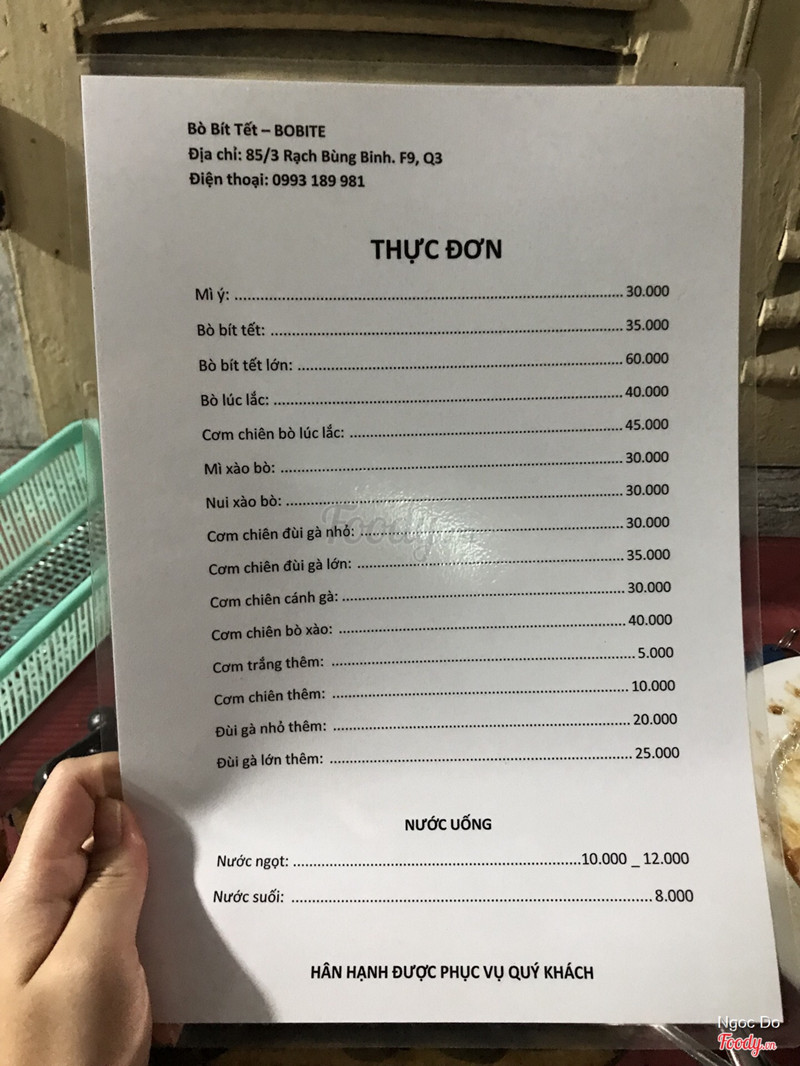 Bò Bít Tết – BOBITE
Địa chỉ: 85/3 Rạch Bùng Binh. F9, Q3
Điện thoại: 0993 189 981
THỰC ĐƠN
Mì ý: 30.000
Bò bít tết: 35.000
Bò bít tết lớn: 60.000
Bò lúc lắc: 40.000
Cơm chiên bò lúc lắc: 45.000
Mì xào bò: 30.000
Nui xào bò: 30.000
Cơm chiên đùi gà nhỏ: 30.000
Cơm chiên đùi gà lớn: 35.000
Cơm chiên cánh gà: 30.000
Cơm chiên bò xào: 40.000
Cơm trắng thêm: 5.000
Cơm chiên thêm: 10.000
Đùi gà nhỏ thêm: 20.000
Đùi gà lớn thêm: 25.000
NƯỚC UỐNG
Nước ngọt: 10.000 _ 12.000
Nước suối: 8.000
HÂN HẠNH ĐƯỢC PHỤC VỤ QUÝ KHÁCH
Foody
Ngoc Do
Foody.vn